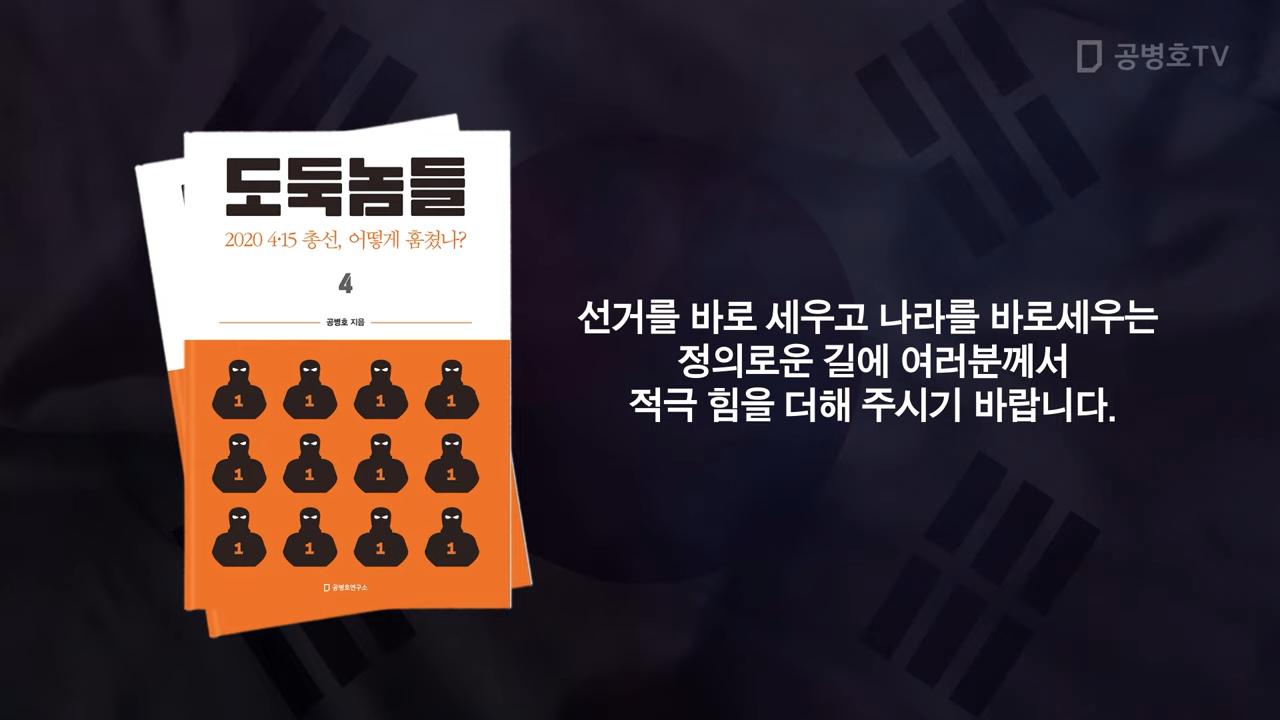 공병호TV
도둑놈들
2020 4·15 총선, 어떻게 훔쳤나?
4
공병호 지음
1 1 1 1
1 1 1 1
1 1 1 1
공병호연구소
선거를 바로 세우고 나라를 바로세우는
정의로운 길에 여러분께서
적극 힘을 더해 주시기 바랍니다.